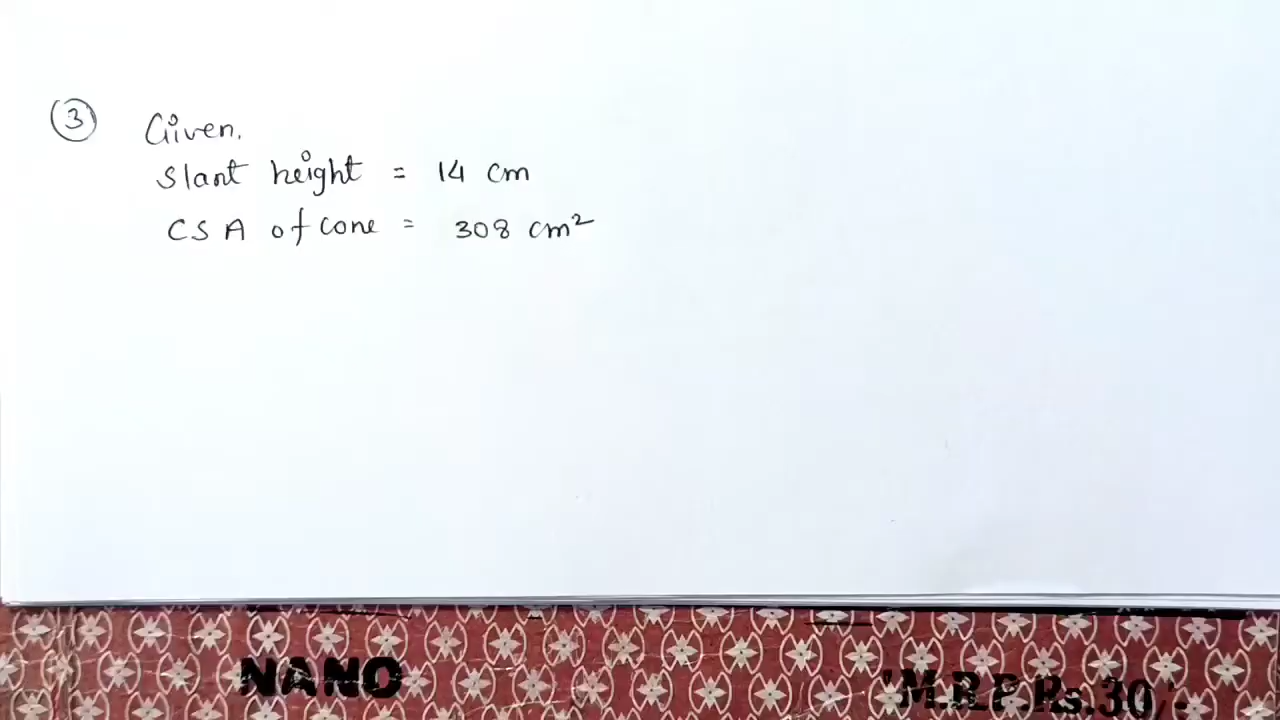 ③ Given.
Slant height = 14 cm
CSA of cone = 308 cm²
NANO
M.R.P.Rs.30/-